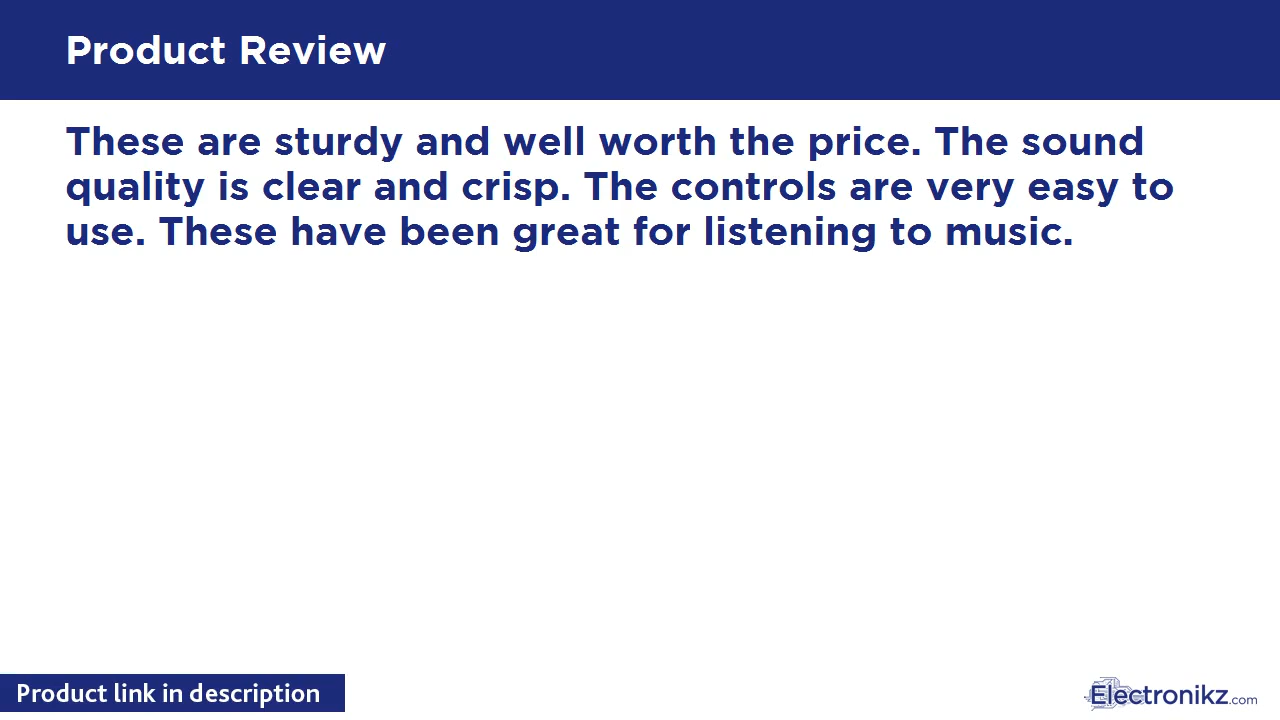 Product Review
These are sturdy and well worth the price. The sound
quality is clear and crisp. The controls are very easy to
use. These have been great for listening to music.
Product link in description
Electronikz.com